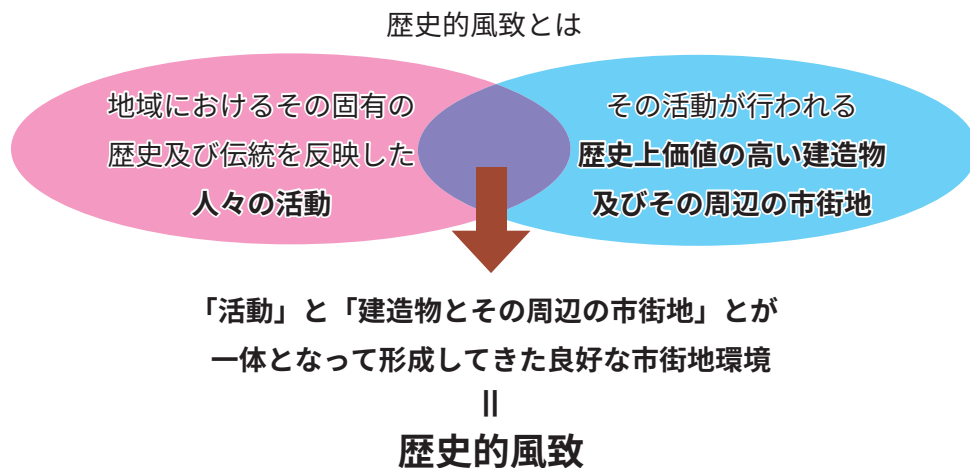 歴史的風致とは
地域におけるその固有の
歴史及び伝統を反映した
人々の活動
その活動が行われる
歴史上価値の高い建造物
及びその周辺の市街地
「活動」と「建造物とその周辺の市街地」とが
一体となって形成してきた良好な市街地環境
＝
歴史的風致